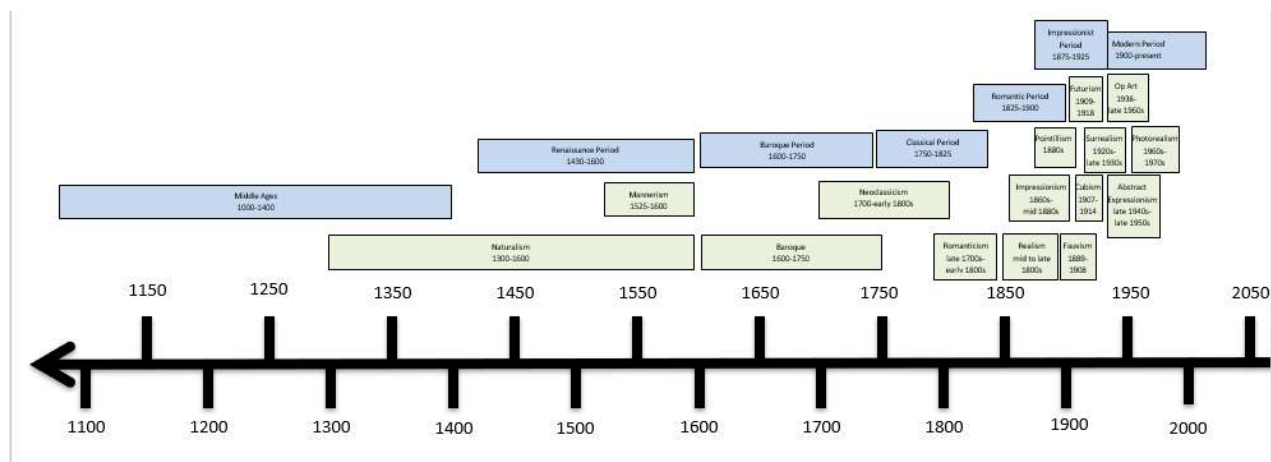 Impressionist
Period
1875-1925
Modern Period
1900-present
Romantic Period
1825-1900
Futurism
1909-
1918
Op Art
1938-
late 1960s
Renaissance Period
1430-1600
Baroque Period
1600-1750
Classical Period
1750-1825
Pointillism
1880s
Surrealism
1920s-
late 1930s
Photorealism
1960s-
1970s
Middle Ages
1000-1400
Mannerism
1525-1600
Neoclassicism
1700-early 1800s
Impressionism
1860s-
mid 1880s
Cubism
1907-
1914
Abstract
Expressionism
late 1940s-
late 1950s
Naturalism
1300-1600
Baroque
1600-1750
Romanticism
late 1700s-
early 1800s
Realism
mid to late
1800s
Fauvism
1889-
1908
1150 1250 1350 1450 1550 1650 1750 1850 1950 2050
1100 1200 1300 1400 1500 1600 1700 1800 1900 2000